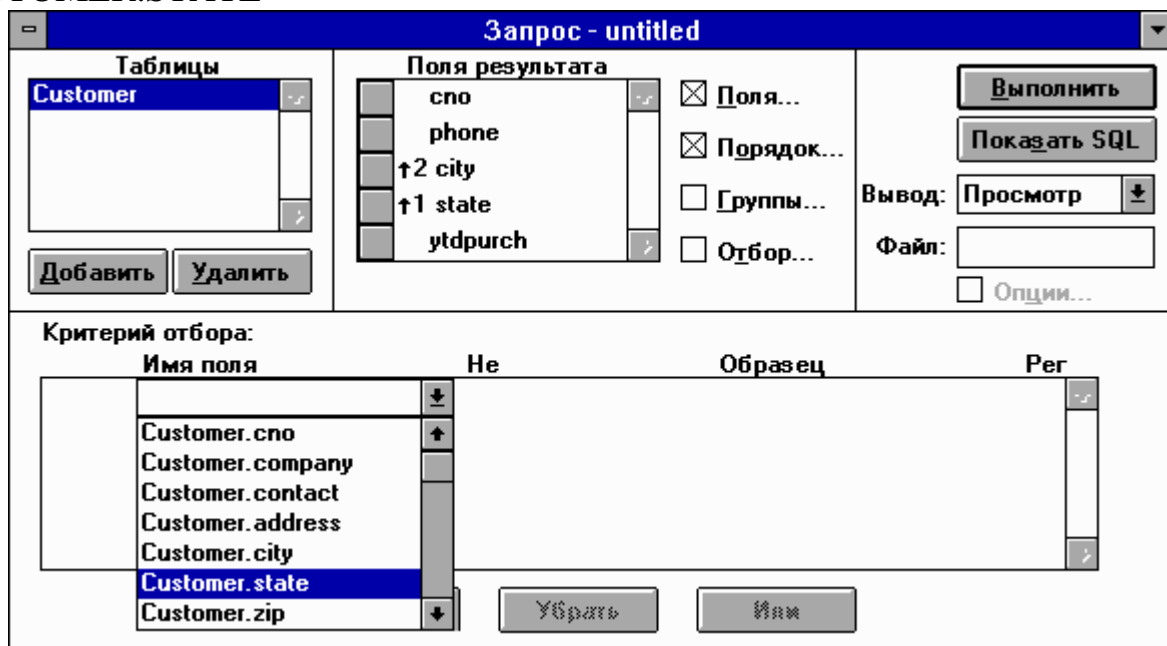 TOMER.STATE
Запрос - untitled
Таблицы
Customer
Добавить Удалить
Поля результата
cno
phone
↑2 city
↑1 state
ytdpurch
Поля...
Порядок...
Группы...
Отбор...
Выполнить
Показать SQL
Вывод: Просмотр
Файл:
Опции...
Критерий отбора:
Имя поля Не Образец Рег
Customer.cno
Customer.company
Customer.contact
Customer.address
Customer.city
Customer.state
Customer.zip
Убрать Или